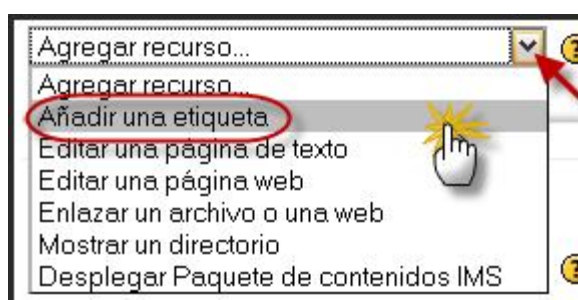 Agregar recurso...
Agregar recurso...
Añadir una etiqueta
Editar una página de texto
Editar una página web
Enlazar un archivo o una web
Mostrar un directorio
Desplegar Paquete de contenidos IMS